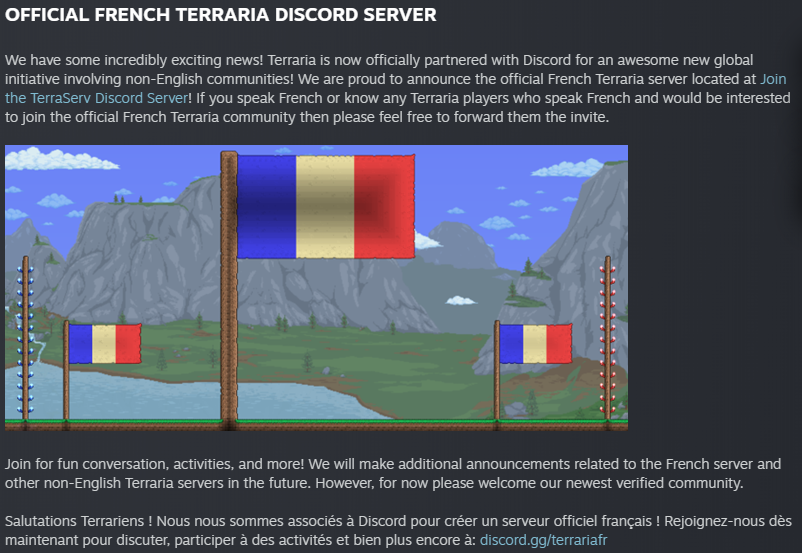 OFFICIAL FRENCH TERRARIA DISCORD SERVER
We have some incredibly exciting news! Terraria is now officially partnered with Discord for an awesome new global
initiative involving non-English communities! We are proud to announce the official French Terraria server located at Join
the TerraServ Discord Server! If you speak French or know any Terraria players who speak French and would be interested
to join the official French Terraria community then please feel free to forward them the invite.
Join for fun conversation, activities, and more! We will make additional announcements related to the French server and
other non-English Terraria servers in the future. However, for now please welcome our newest verified community.
Salutations Terrariens ! Nous nous sommes associés à Discord pour créer un serveur officiel français ! Rejoignez-nous dès
maintenant pour discuter, participer à des activités et bien plus encore à: discord.gg/terrariafr